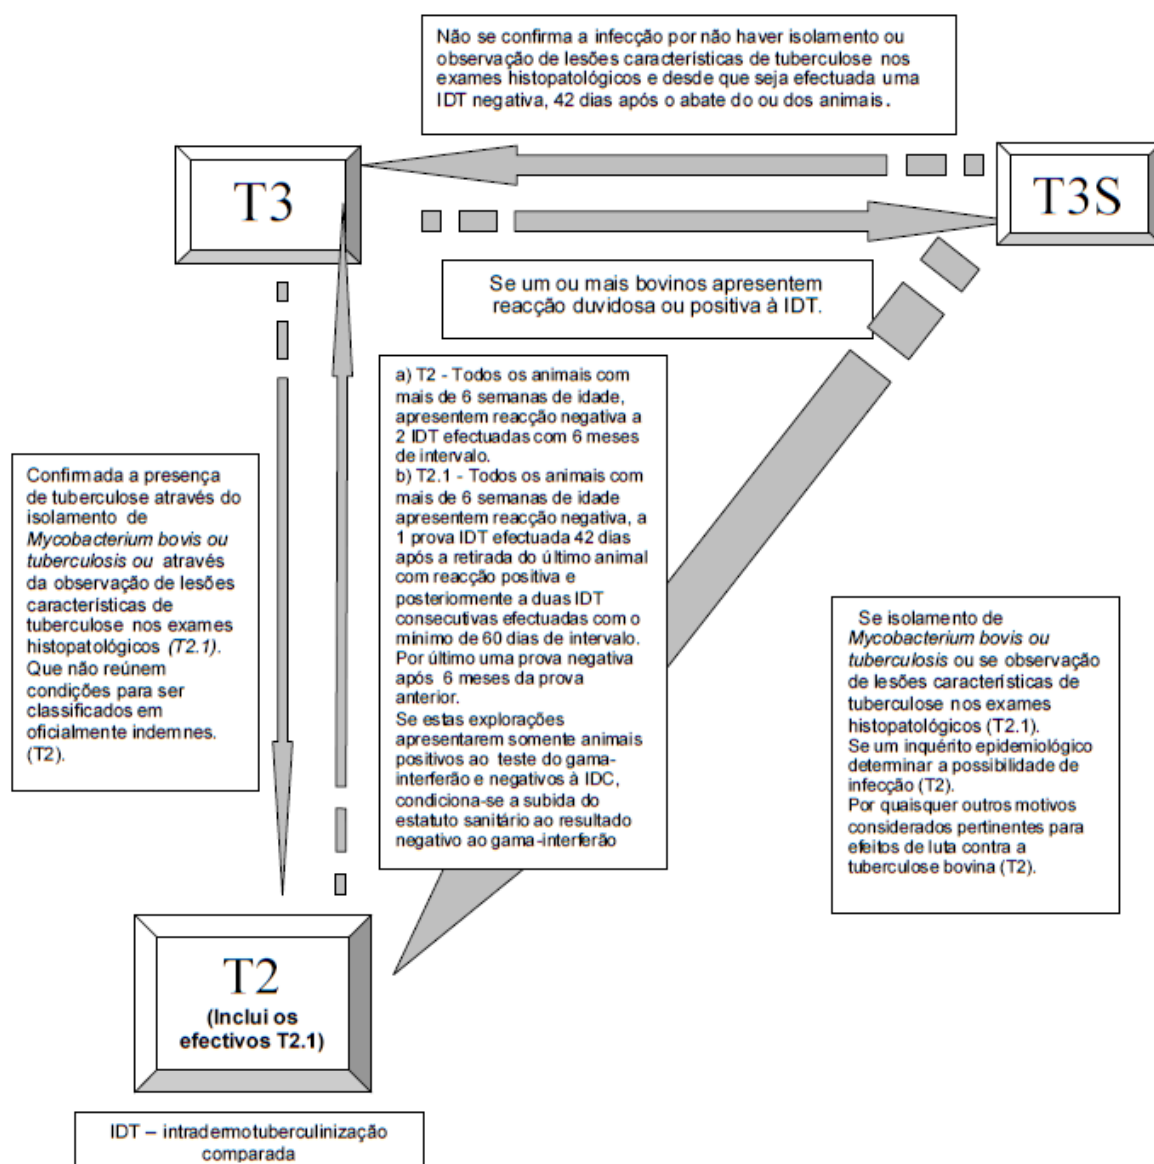 Não se confirma a infecção por não haver isolamento ou
observação de lesões características de tuberculose nos
exames histopatológicos e desde que seja efectuada uma
IDT negativa, 42 dias após o abate do ou dos animais.
T3
T3S
Se um ou mais bovinos apresentem
reacção duvidosa ou positiva à IDT.
a) T2 - Todos os animais com
mais de 6 semanas de idade,
apresentem reacção negativa a
2 IDT efectuadas com 6 meses
de intervalo.
b) T2.1 - Todos os animais com
mais de 6 semanas de idade
apresentem reacção negativa, a
1 prova IDT efectuada 42 dias
após a retirada do último animal
com reacção positiva e
posteriormente a duas IDT
consecutivas efectuadas com o
mínimo de 60 dias de intervalo.
Por último uma prova negativa
após 6 meses da prova
anterior.
Se estas explorações
apresentarem somente animais
positivos ao teste do gama-
interferão e negativos à IDC,
condiciona-se a subida do
estatuto sanitário ao resultado
negativo ao gama-interferão
Confirmada a presença
de tuberculose através do
isolamento de
Mycobacterium bovis ou
tuberculosis ou através
da observação de lesões
características de
tuberculose nos exames
histopatológicos (T2.1).
Que não reúnem
condições para ser
classificados em
oficialmente indemnes.
(T2).
Se isolamento de
Mycobacterium bovis ou
tuberculosis ou se observação
de lesões características de
tuberculose nos exames
histopatológicos (T2.1).
Se um inquérito epidemiológico
determinar a possibilidade de
infecção (T2).
Por quaisquer outros motivos
considerados pertinentes para
efeitos de luta contra a
tuberculose bovina (T2).
T2
(Inclui os
efectivos T2.1)
IDT – intradermotuberculinização
comparada